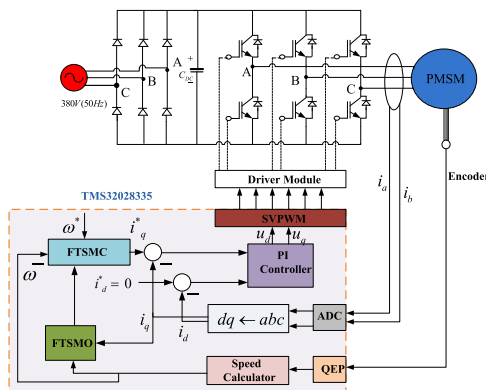 A
B
C
380V(50Hz)
+
C_DC
A
B
C
PMSM
Driver Module
Encoder
i_a
i_b
TMS32028335
SVPWM
ω*
i*_q
u_d
u_q
FTSMC
PI
Controller
ω
i*_d = 0
i_q
i_d
dq ← abc
ADC
FTSMO
Speed
Calculator
QEP